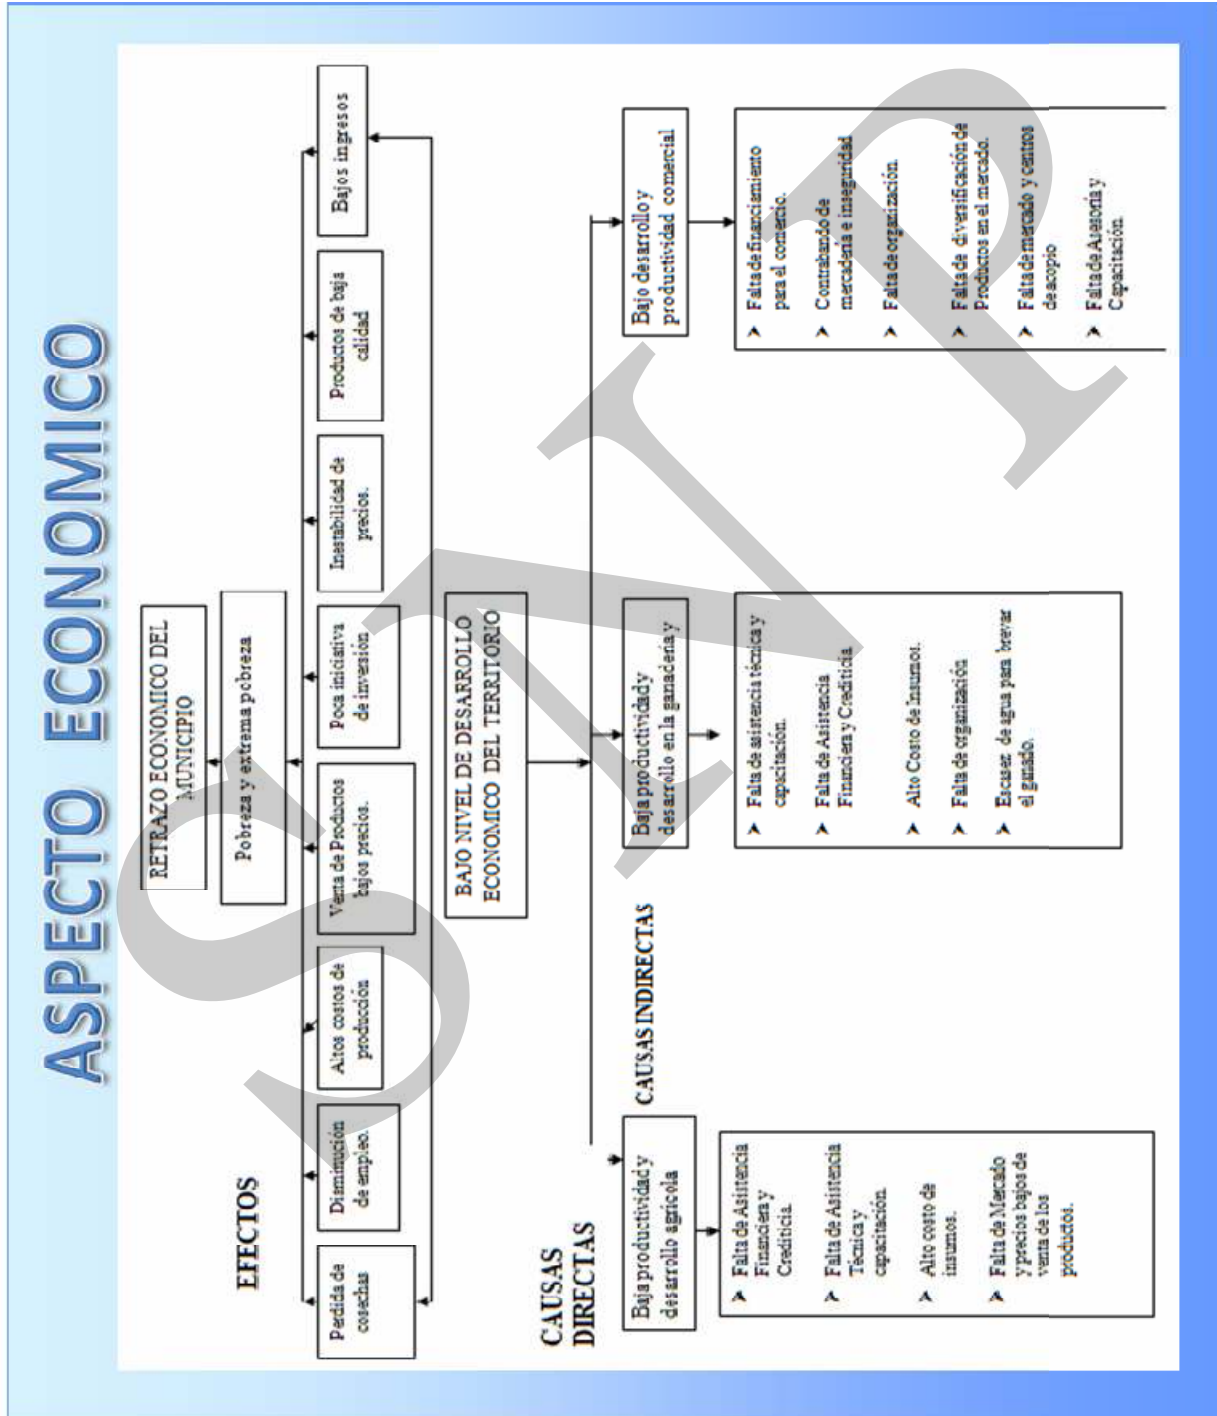 ASPECTO ECONOMICO
RETRAZO ECONOMICO DEL
MUNICIPIO
Pobreza y extrema pobreza
EFECTOS
Perdida de
cosechas
Disminución
de empleo.
Altos costos de
producción
Venta de Productos
bajos precios.
Poca iniciativa
de inversión
Inestabilidad de
precios.
Productos de baja
calidad
Bajos ingresos
BAJO NIVEL DE DESARROLLO
ECONOMICO DEL TERRITORIO
CAUSAS
DIRECTAS
Baja productividad y
desarrollo agrícola
CAUSAS INDIRECTAS
Baja productividad y
desarrollo en la ganadería y
Bajo desarrollo y
productividad comercial
➤ Falta de Asistencia
Financiera y
Crediticia.
➤ Falta de Asistencia
Técnica y
capacitación.
➤ Alto costo de
insumos.
➤ Falta de Mercado
y precios bajos de
venta de los
productos.
➤ Falta de asistencia técnica y
capacitación.
➤ Falta de Asistencia
Financiera y Crediticia.
➤ Alto Costo de Insumos.
➤ Falta de organización
➤ Escasez de agua para brevar
el ganado.
➤ Falta de financiamiento
para el comercio.
➤ Contrabando de
mercadería e inseguridad
➤ Falta de organización.
➤ Falta de diversificación de
Productos en el mercado.
➤ Falta de mercado y centros
de acopio
➤ Falta de Asesoría y
Capacitación.
SNP